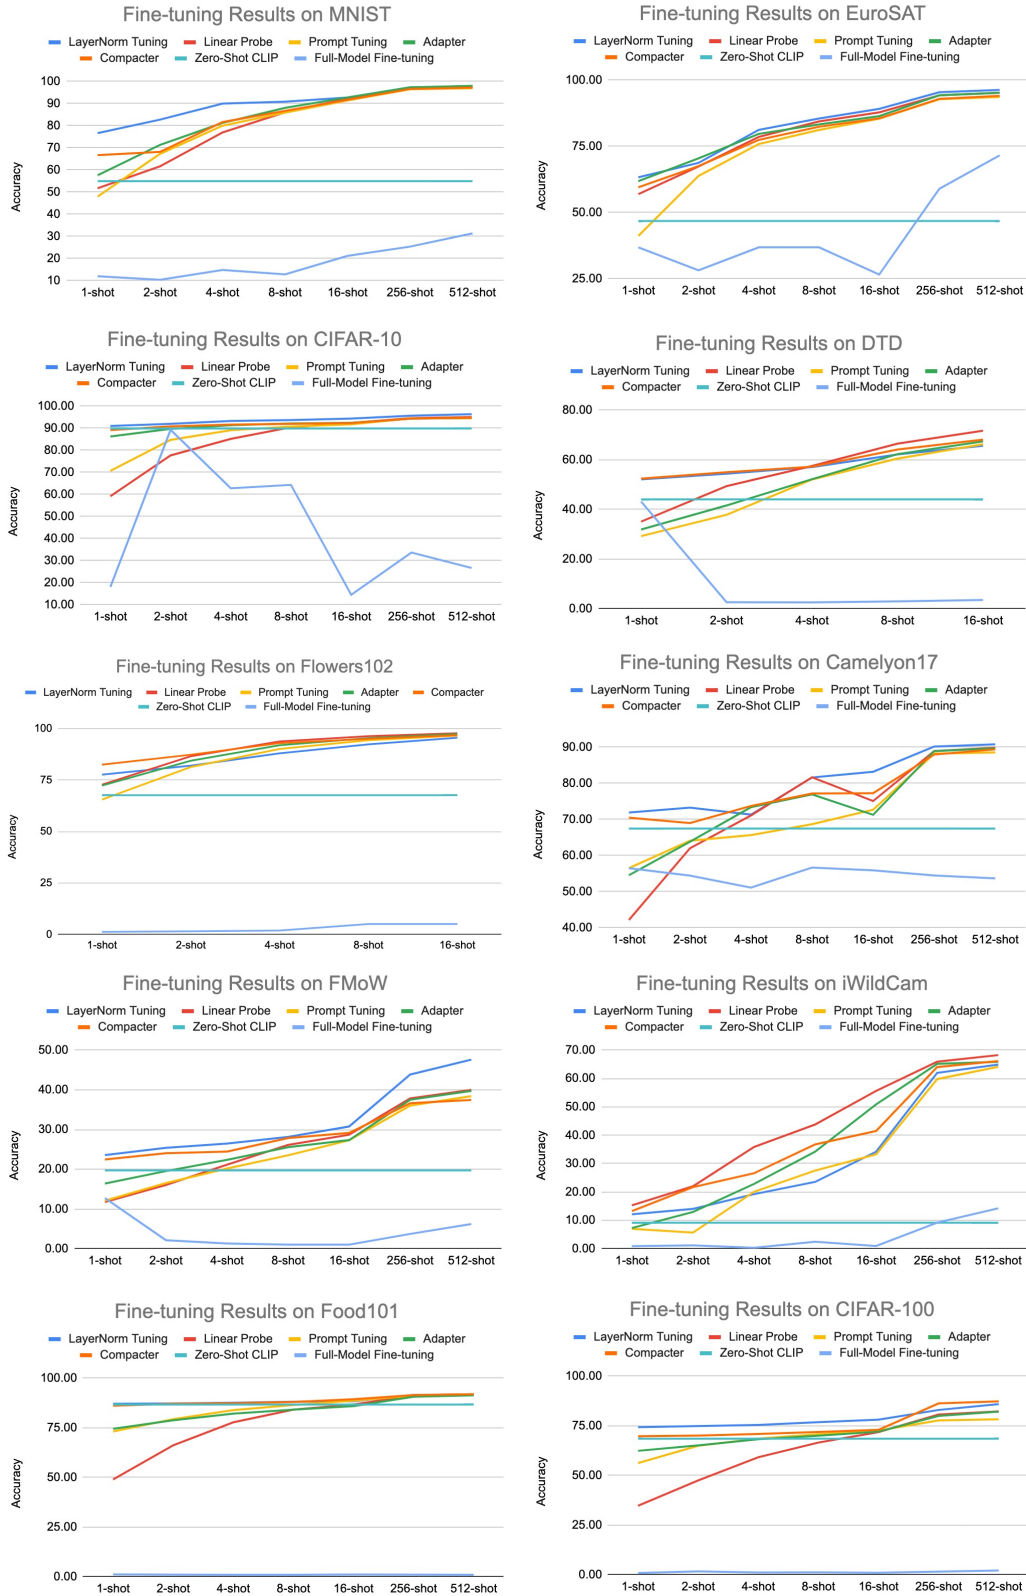 Fine-tuning Results on MNIST
LayerNorm Tuning Linear Probe Prompt Tuning Adapter
Compacter Zero-Shot CLIP Full-Model Fine-tuning
Accuracy
100
90
80
70
60
50
40
30
20
10
1-shot 2-shot 4-shot 8-shot 16-shot 256-shot 512-shot
Fine-tuning Results on EuroSAT
LayerNorm Tuning Linear Probe Prompt Tuning Adapter
Compacter Zero-Shot CLIP Full-Model Fine-tuning
Accuracy
100.00
75.00
50.00
25.00
1-shot 2-shot 4-shot 8-shot 16-shot 256-shot 512-shot
Fine-tuning Results on CIFAR-10
LayerNorm Tuning Linear Probe Prompt Tuning Adapter
Compacter Zero-Shot CLIP Full-Model Fine-tuning
Accuracy
100.00
90.00
80.00
70.00
60.00
50.00
40.00
30.00
20.00
10.00
1-shot 2-shot 4-shot 8-shot 16-shot 256-shot 512-shot
Fine-tuning Results on DTD
LayerNorm Tuning Linear Probe Prompt Tuning Adapter
Compacter Zero-Shot CLIP Full-Model Fine-tuning
Accuracy
80.00
60.00
40.00
20.00
0.00
1-shot 2-shot 4-shot 8-shot 16-shot
Fine-tuning Results on Flowers102
LayerNorm Tuning Linear Probe Prompt Tuning Adapter Compacter
Zero-Shot CLIP Full-Model Fine-tuning
Accuracy
100
75
50
25
0
1-shot 2-shot 4-shot 8-shot 16-shot
Fine-tuning Results on Camelyon17
LayerNorm Tuning Linear Probe Prompt Tuning Adapter
Compacter Zero-Shot CLIP Full-Model Fine-tuning
Accuracy
90.00
80.00
70.00
60.00
50.00
40.00
1-shot 2-shot 4-shot 8-shot 16-shot 256-shot 512-shot
Fine-tuning Results on FMoW
LayerNorm Tuning Linear Probe Prompt Tuning Adapter
Compacter Zero-Shot CLIP Full-Model Fine-tuning
Accuracy
50.00
40.00
30.00
20.00
10.00
0.00
1-shot 2-shot 4-shot 8-shot 16-shot 256-shot 512-shot
Fine-tuning Results on iWildCam
LayerNorm Tuning Linear Probe Prompt Tuning Adapter
Compacter Zero-Shot CLIP Full-Model Fine-tuning
Accuracy
70.00
60.00
50.00
40.00
30.00
20.00
10.00
0.00
1-shot 2-shot 4-shot 8-shot 16-shot 256-shot 512-shot
Fine-tuning Results on Food101
LayerNorm Tuning Linear Probe Prompt Tuning Adapter
Compacter Zero-Shot CLIP Full-Model Fine-tuning
Accuracy
100.00
75.00
50.00
25.00
0.00
1-shot 2-shot 4-shot 8-shot 16-shot 256-shot 512-shot
Fine-tuning Results on CIFAR-100
LayerNorm Tuning Linear Probe Prompt Tuning Adapter
Compacter Zero-Shot CLIP Full-Model Fine-tuning
Accuracy
100.00
75.00
50.00
25.00
0.00
1-shot 2-shot 4-shot 8-shot 16-shot 256-shot 512-shot